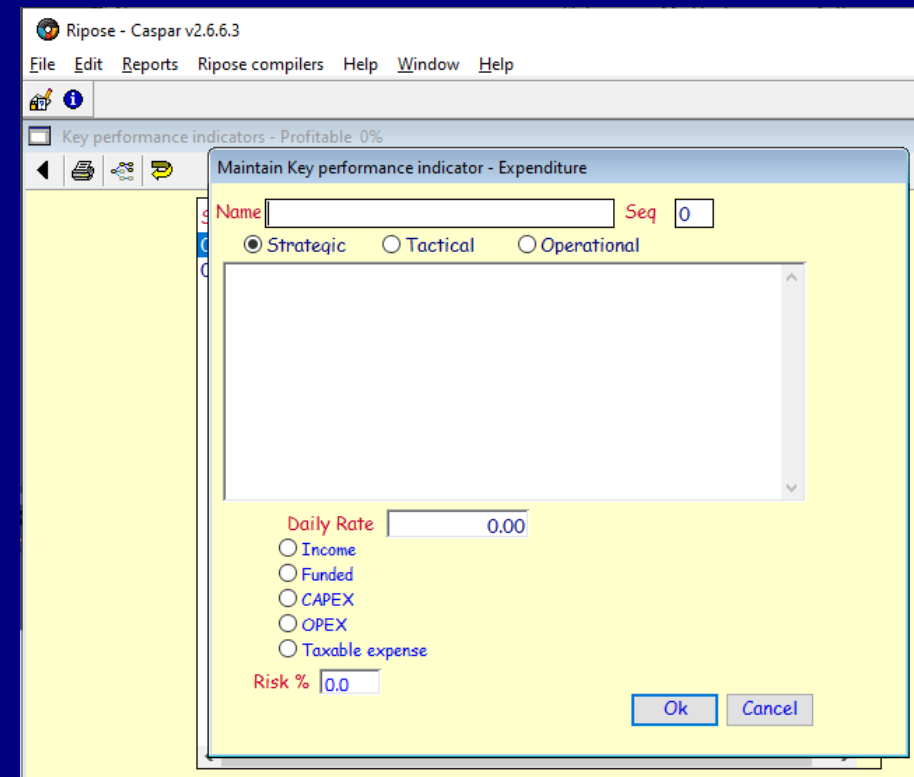 Ripose - Caspar v2.6.6.3
File Edit Reports Ripose compilers Help Window Help
Key performance indicators - Profitable 0%
Maintain Key performance indicator - Expenditure
Name Seq 0
Strategic Tactical Operational
Daily Rate 0.00
Income
Funded
CAPEX
OPEX
Taxable expense
Risk % 0.0
Ok Cancel